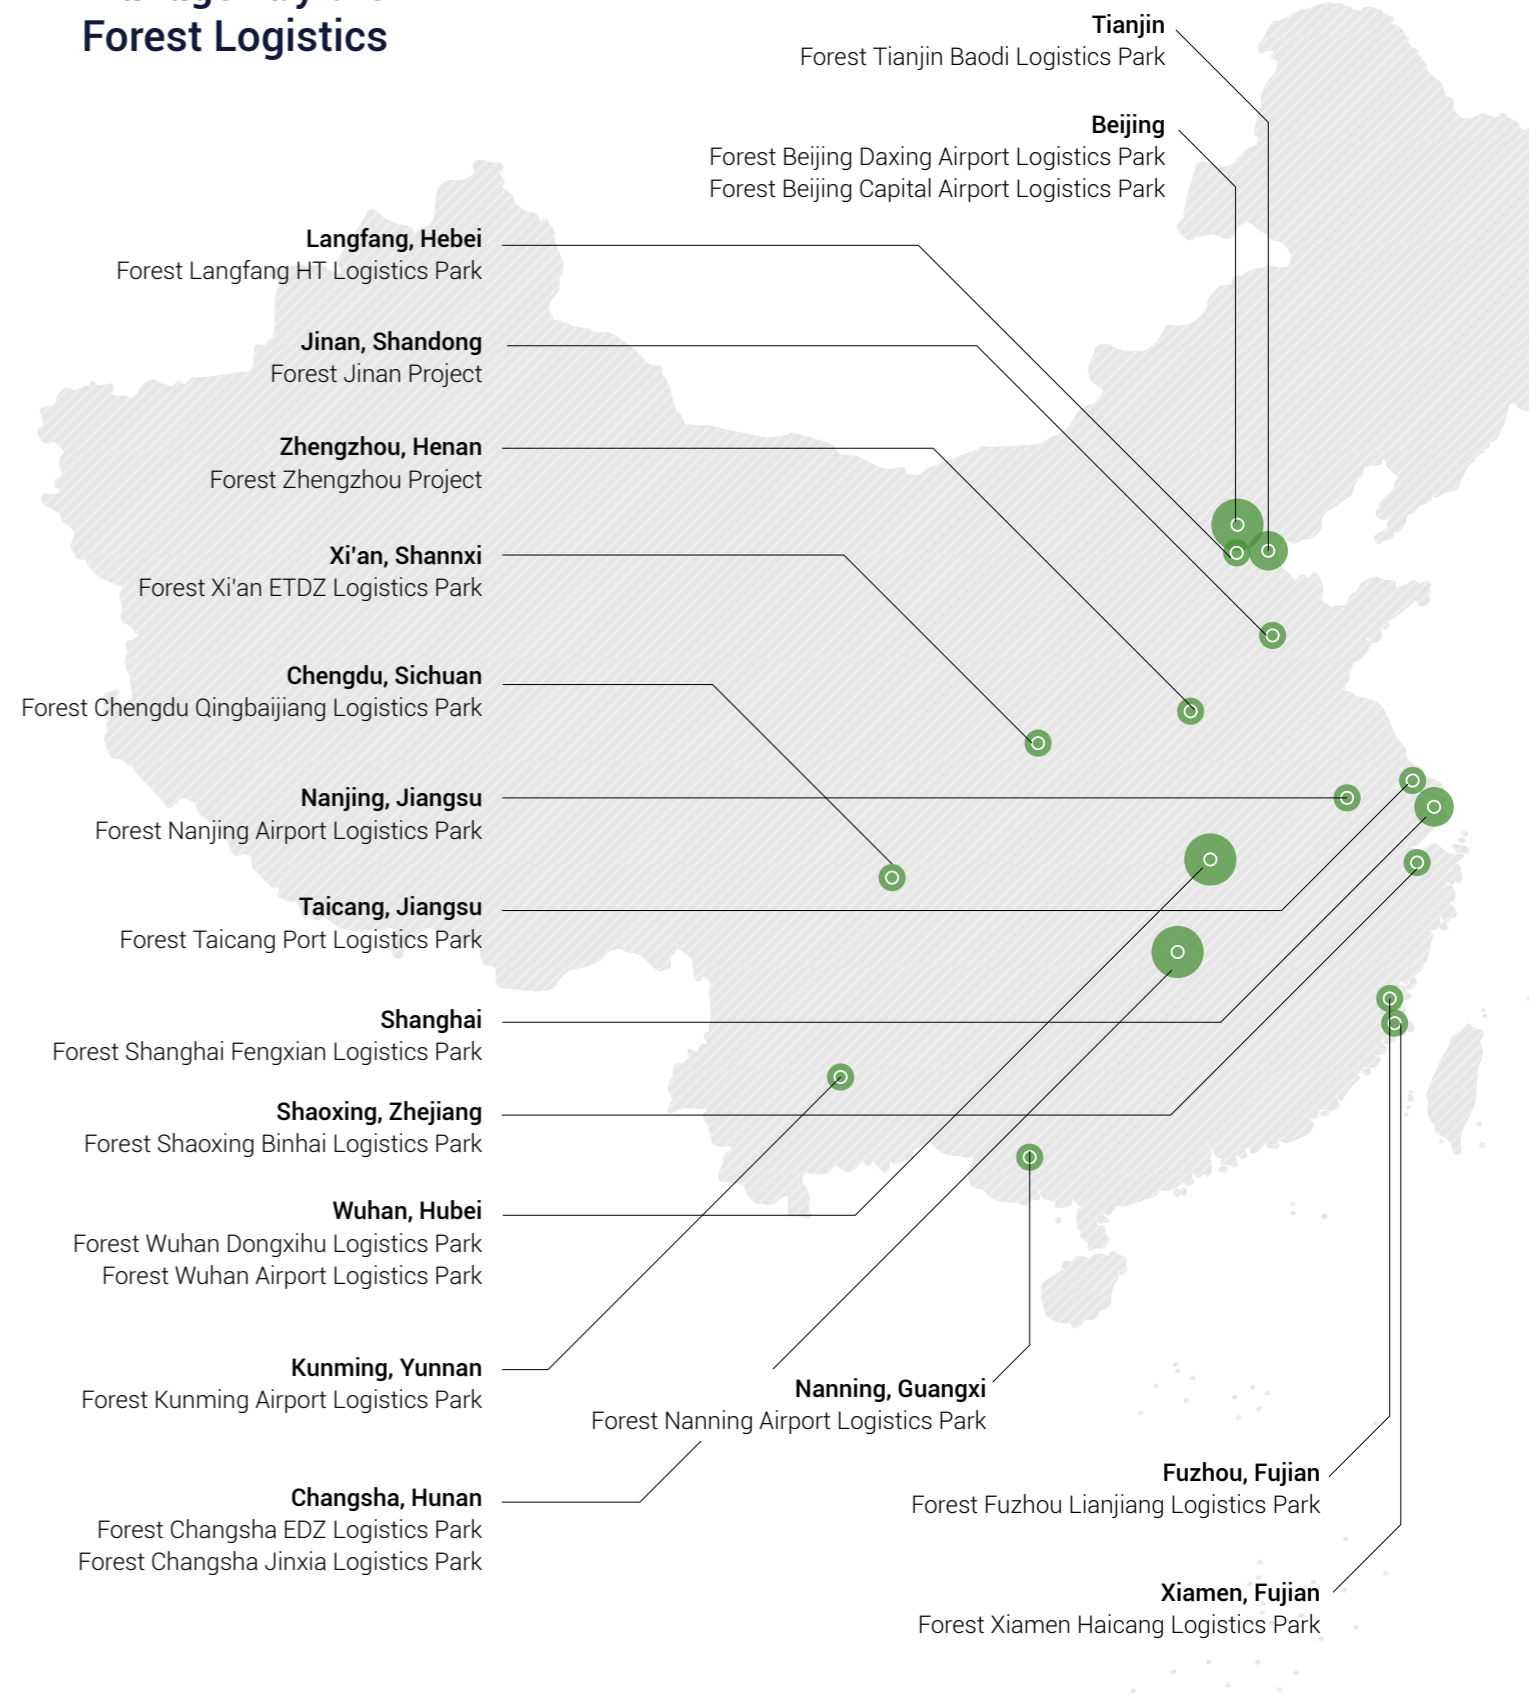 Forest Logistics
Tianjin
Forest Tianjin Baodi Logistics Park
Beijing
Forest Beijing Daxing Airport Logistics Park
Forest Beijing Capital Airport Logistics Park
Langfang, Hebei
Forest Langfang HT Logistics Park
Jinan, Shandong
Forest Jinan Project
Zhengzhou, Henan
Forest Zhengzhou Project
Xi'an, Shannxi
Forest Xi'an ETDZ Logistics Park
Chengdu, Sichuan
Forest Chengdu Qingbaijiang Logistics Park
Nanjing, Jiangsu
Forest Nanjing Airport Logistics Park
Taicang, Jiangsu
Forest Taicang Port Logistics Park
Shanghai
Forest Shanghai Fengxian Logistics Park
Shaoxing, Zhejiang
Forest Shaoxing Binhai Logistics Park
Wuhan, Hubei
Forest Wuhan Dongxihu Logistics Park
Forest Wuhan Airport Logistics Park
Kunming, Yunnan
Forest Kunming Airport Logistics Park
Nanning, Guangxi
Forest Nanning Airport Logistics Park
Changsha, Hunan
Forest Changsha EDZ Logistics Park
Forest Changsha Jinxia Logistics Park
Fuzhou, Fujian
Forest Fuzhou Lianjiang Logistics Park
Xiamen, Fujian
Forest Xiamen Haicang Logistics Park